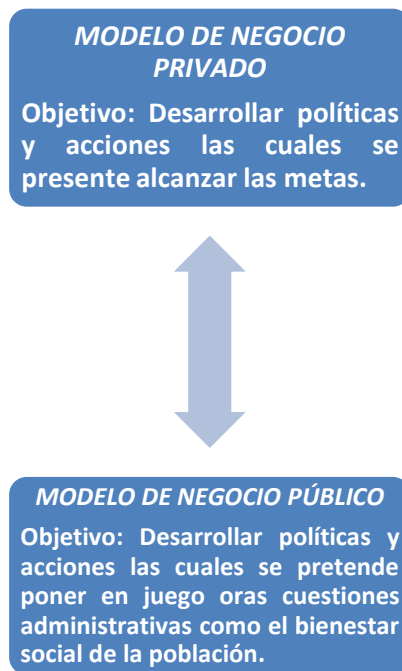 MODELO DE NEGOCIO
PRIVADO
Objetivo: Desarrollar políticas
y acciones las cuales se
presente alcanzar las metas.
MODELO DE NEGOCIO PÚBLICO
Objetivo: Desarrollar políticas y
acciones las cuales se pretende
poner en juego oras cuestiones
administrativas como el bienestar
social de la población.